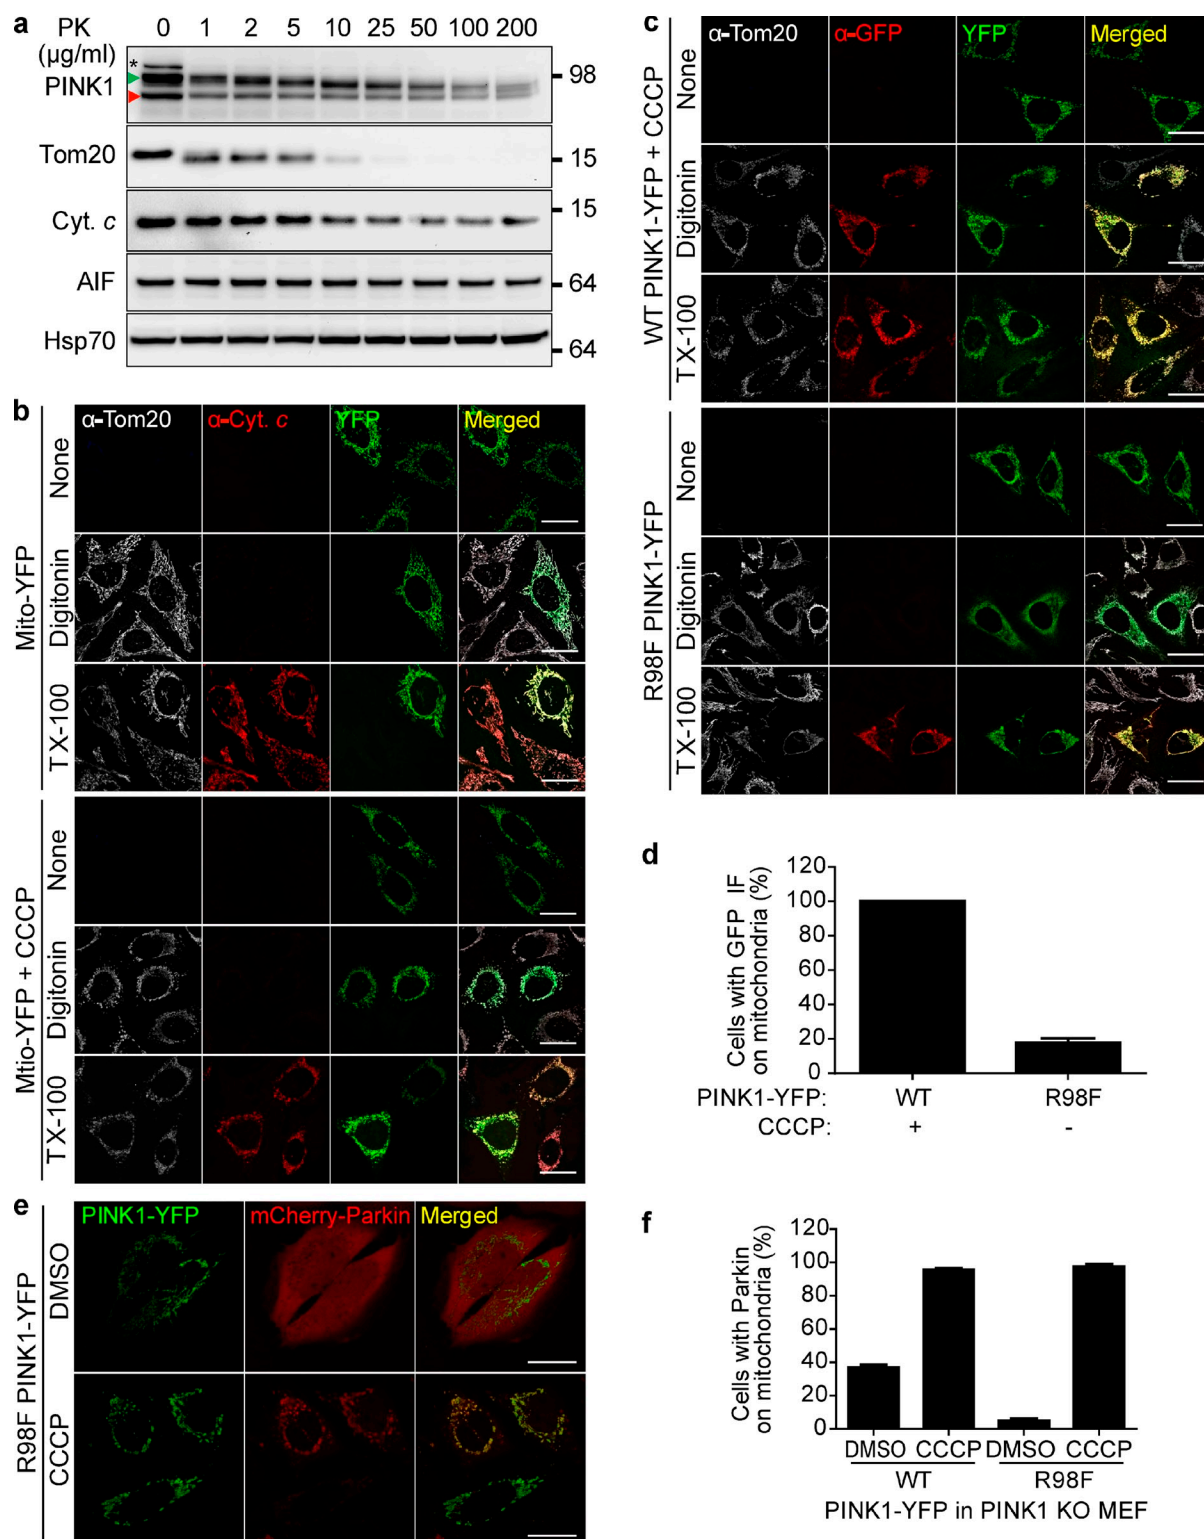 a
PK 0 1 2 5 10 25 50 100 200
(µg/ml)
*
PINK1
98
Tom20
15
Cyt. c
15
AIF
64
Hsp70
64
b
α-Tom20 α-Cyt. c YFP Merged
Mito-YFP
None
Digitonin
TX-100
Mtio-YFP + CCCP
None
Digitonin
TX-100
c
α-Tom20 α-GFP YFP Merged
WT PINK1-YFP + CCCP
None
Digitonin
TX-100
R98F PINK1-YFP
None
Digitonin
TX-100
d
Cells with GFP IF
on mitochondria (%)
120
100
80
60
40
20
0
PINK1-YFP: WT R98F
CCCP: + -
e
PINK1-YFP mCherry-Parkin Merged
R98F PINK1-YFP
DMSO
CCCP
f
Cells with Parkin
on mitochondria (%)
120
100
80
60
40
20
0
DMSO CCCP DMSO CCCP
WT R98F
PINK1-YFP in PINK1 KO MEF